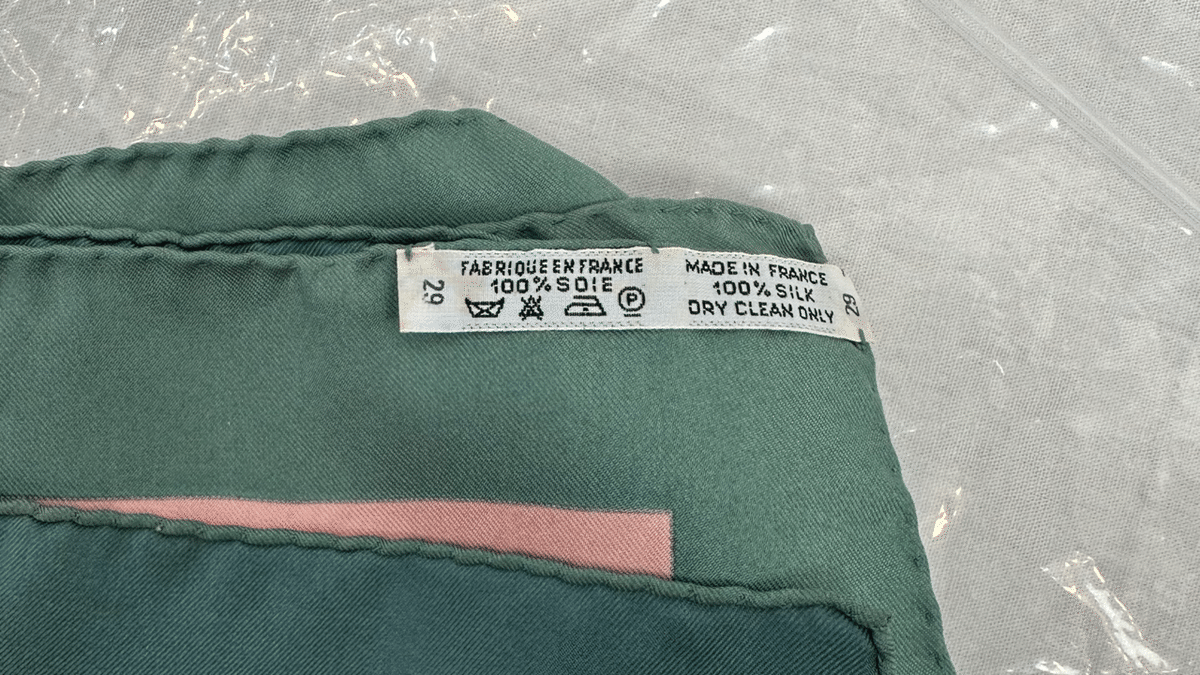 29
FABRIQUE EN FRANCE
100% SOIE
P
MADE IN FRANCE
100% SILK
DRY CLEAN ONLY
29